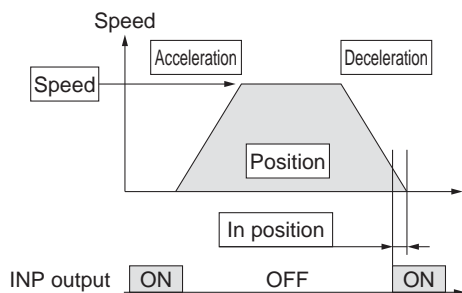 Speed
Acceleration
Deceleration
Speed
Position
In position
INP output
ON
OFF
ON